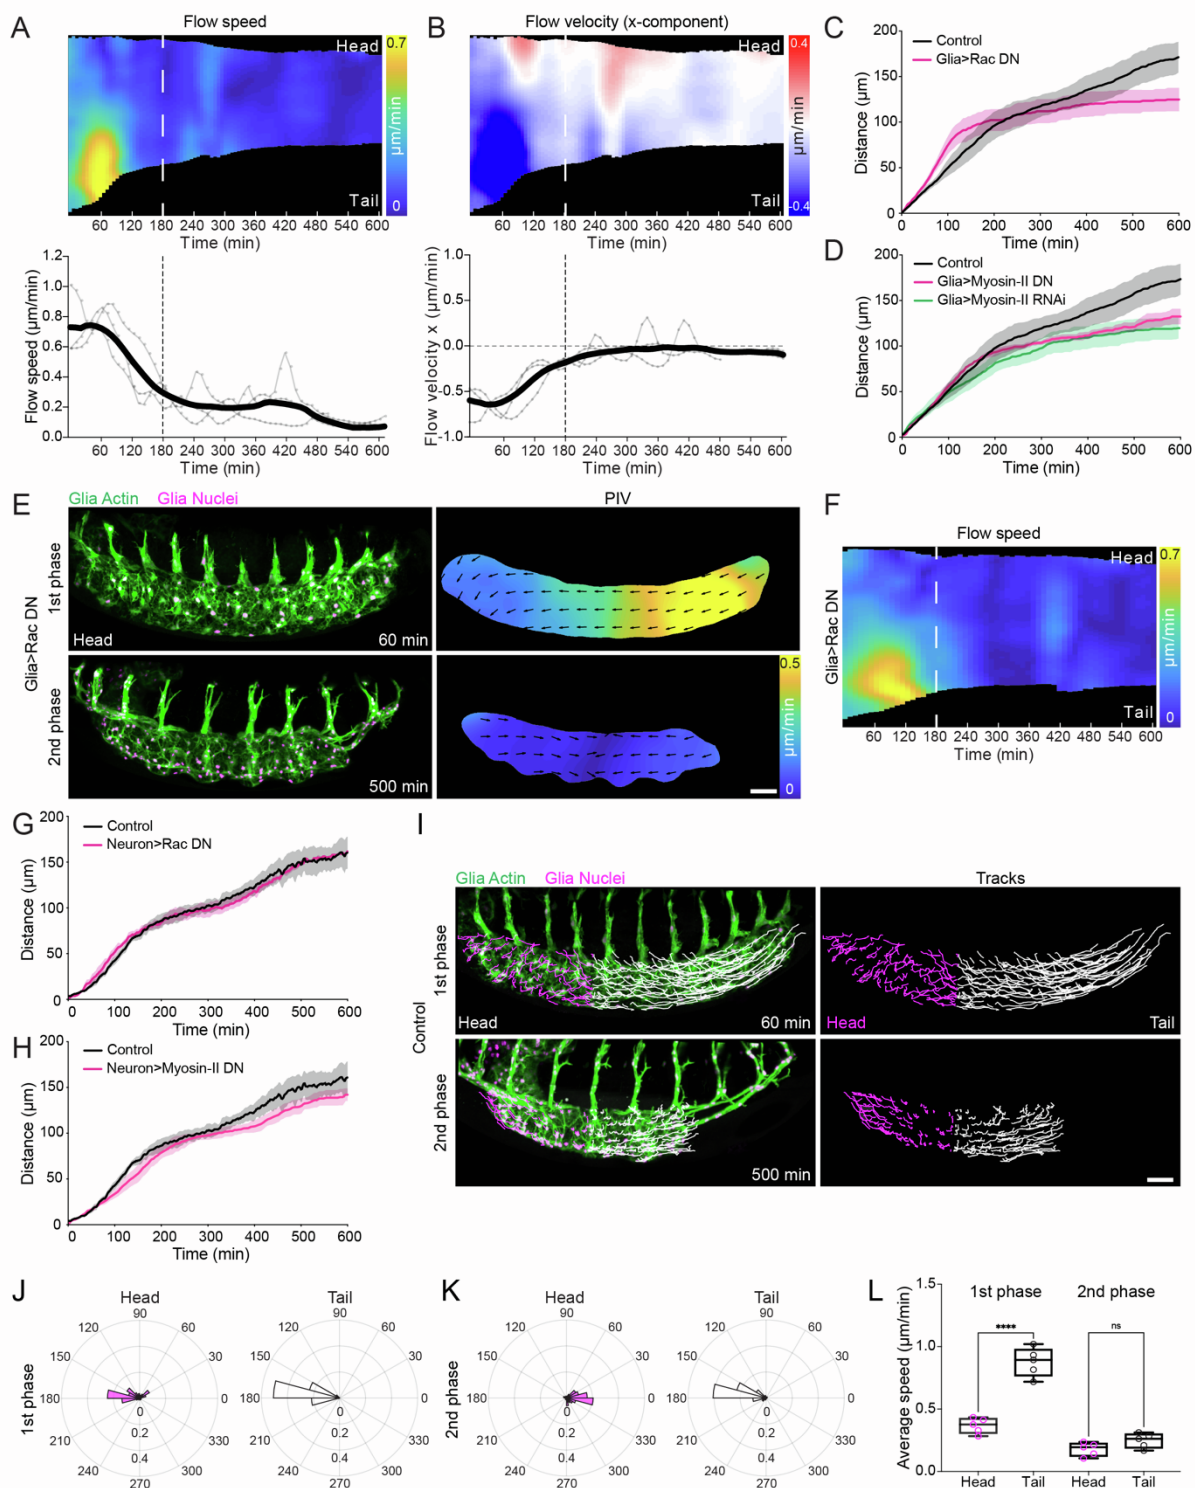 A
Flow speed
Head
Tail
0.7
μm/min
0
60 120 180 240 300 360 420 480 540 600
Time (min)
Flow speed (μm/min)
1.2
1.0
0.8
0.6
0.4
0.2
0.0
60 120 180 240 300 360 420 480 540 600
Time (min)
B
Flow velocity (x-component)
Head
Tail
0.4
μm/min
-0.4
60 120 180 240 300 360 420 480 540 600
Time (min)
Flow velocity x (μm/min)
1.0
0.5
0.0
-0.5
-1.0
60 120 180 240 300 360 420 480 540 600
Time (min)
C
Control
Glia>Rac DN
Distance (μm)
200
150
100
50
0
0 100 200 300 400 500 600
Time (min)
D
Control
Glia>Myosin-II DN
Glia>Myosin-II RNAi
Distance (μm)
200
150
100
50
0
0 100 200 300 400 500 600
Time (min)
E
Glia Actin Glia Nuclei
PIV
Glia>Rac DN
1st phase
Head
60 min
2nd phase
500 min
0.5
μm/min
0
F
Flow speed
Glia>Rac DN
Head
Tail
0.7
μm/min
0
60 120 180 240 300 360 420 480 540 600
Time (min)
G
Control
Neuron>Rac DN
Distance (μm)
200
150
100
50
0
0 100 200 300 400 500 600
Time (min)
H
Control
Neuron>Myosin-II DN
Distance (μm)
200
150
100
50
0
0 100 200 300 400 500 600
Time (min)
I
Glia Actin Glia Nuclei
Tracks
Control
1st phase
Head
60 min
Head
Tail
2nd phase
500 min
J
1st phase
Head
90
120 60
150 30
180 0
0
210 0.2 330
0.4
240 300
270
Tail
90
120 60
150 30
180 0
0
210 0.2 330
0.4
240 300
270
K
2nd phase
Head
90
120 60
150 30
180 0
0
210 0.2 330
0.4
240 300
270
Tail
90
120 60
150 30
180 0
0
210 0.2 330
0.4
240 300
270
L
1st phase 2nd phase
**** ns
Average speed (μm/min)
1.5
1.0
0.5
0.0
Head Tail Head Tail